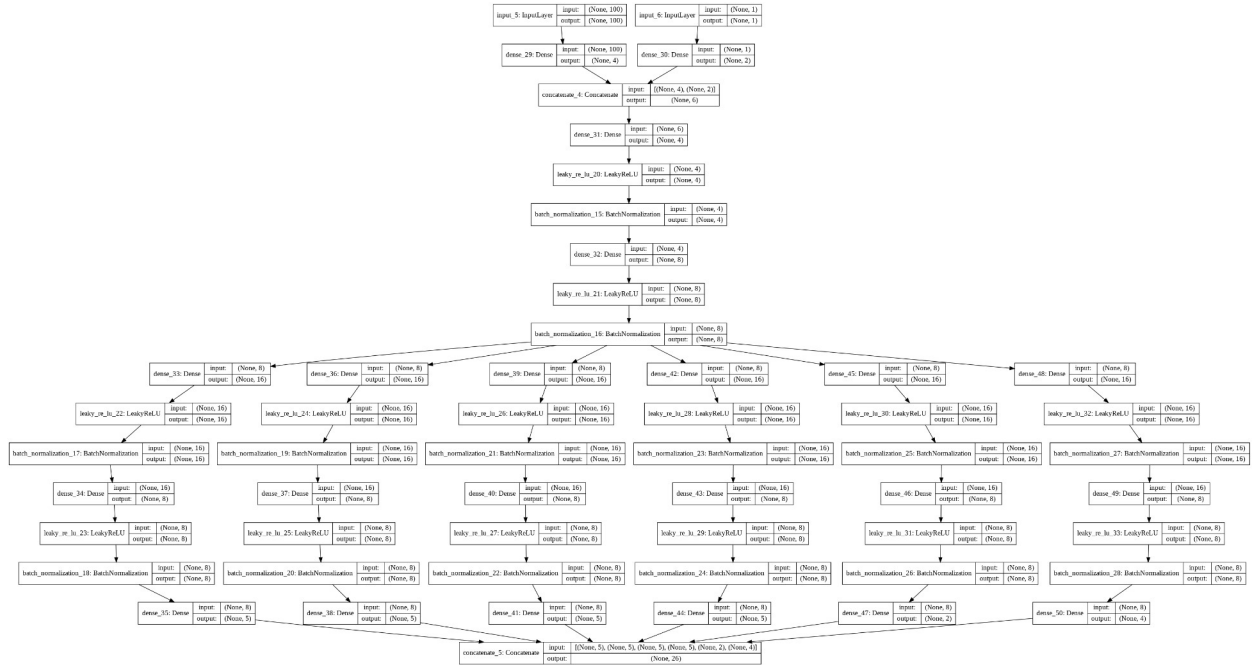 input_5: InputLayer input: (None, 100) output: (None, 100)
input_6: InputLayer input: (None, 1) output: (None, 1)
dense_29: Dense input: (None, 100) output: (None, 4)
dense_30: Dense input: (None, 1) output: (None, 2)
concatenate_4: Concatenate input: [(None, 4), (None, 2)] output: (None, 6)
dense_31: Dense input: (None, 6) output: (None, 4)
leaky_re_lu_20: LeakyReLU input: (None, 4) output: (None, 4)
batch_normalization_15: BatchNormalization input: (None, 4) output: (None, 4)
dense_32: Dense input: (None, 4) output: (None, 8)
leaky_re_lu_21: LeakyReLU input: (None, 8) output: (None, 8)
batch_normalization_16: BatchNormalization input: (None, 8) output: (None, 8)
dense_33: Dense input: (None, 8) output: (None, 16)
dense_36: Dense input: (None, 8) output: (None, 16)
dense_39: Dense input: (None, 8) output: (None, 16)
dense_42: Dense input: (None, 8) output: (None, 16)
dense_45: Dense input: (None, 8) output: (None, 16)
dense_48: Dense input: (None, 8) output: (None, 16)
leaky_re_lu_22: LeakyReLU input: (None, 16) output: (None, 16)
leaky_re_lu_24: LeakyReLU input: (None, 16) output: (None, 16)
leaky_re_lu_26: LeakyReLU input: (None, 16) output: (None, 16)
leaky_re_lu_28: LeakyReLU input: (None, 16) output: (None, 16)
leaky_re_lu_30: LeakyReLU input: (None, 16) output: (None, 16)
leaky_re_lu_32: LeakyReLU input: (None, 16) output: (None, 16)
batch_normalization_17: BatchNormalization input: (None, 16) output: (None, 16)
batch_normalization_19: BatchNormalization input: (None, 16) output: (None, 16)
batch_normalization_21: BatchNormalization input: (None, 16) output: (None, 16)
batch_normalization_23: BatchNormalization input: (None, 16) output: (None, 16)
batch_normalization_25: BatchNormalization input: (None, 16) output: (None, 16)
batch_normalization_27: BatchNormalization input: (None, 16) output: (None, 16)
dense_34: Dense input: (None, 16) output: (None, 8)
dense_37: Dense input: (None, 16) output: (None, 8)
dense_40: Dense input: (None, 16) output: (None, 8)
dense_43: Dense input: (None, 16) output: (None, 8)
dense_46: Dense input: (None, 16) output: (None, 8)
dense_49: Dense input: (None, 16) output: (None, 8)
leaky_re_lu_23: LeakyReLU input: (None, 8) output: (None, 8)
leaky_re_lu_25: LeakyReLU input: (None, 8) output: (None, 8)
leaky_re_lu_27: LeakyReLU input: (None, 8) output: (None, 8)
leaky_re_lu_29: LeakyReLU input: (None, 8) output: (None, 8)
leaky_re_lu_31: LeakyReLU input: (None, 8) output: (None, 8)
leaky_re_lu_33: LeakyReLU input: (None, 8) output: (None, 8)
batch_normalization_18: BatchNormalization input: (None, 8) output: (None, 8)
batch_normalization_20: BatchNormalization input: (None, 8) output: (None, 8)
batch_normalization_22: BatchNormalization input: (None, 8) output: (None, 8)
batch_normalization_24: BatchNormalization input: (None, 8) output: (None, 8)
batch_normalization_26: BatchNormalization input: (None, 8) output: (None, 8)
batch_normalization_28: BatchNormalization input: (None, 8) output: (None, 8)
dense_35: Dense input: (None, 8) output: (None, 5)
dense_38: Dense input: (None, 8) output: (None, 5)
dense_41: Dense input: (None, 8) output: (None, 5)
dense_44: Dense input: (None, 8) output: (None, 5)
dense_47: Dense input: (None, 8) output: (None, 2)
dense_50: Dense input: (None, 8) output: (None, 4)
concatenate_5: Concatenate input: [(None, 5), (None, 5), (None, 5), (None, 5), (None, 2), (None, 4)] output: (None, 26)